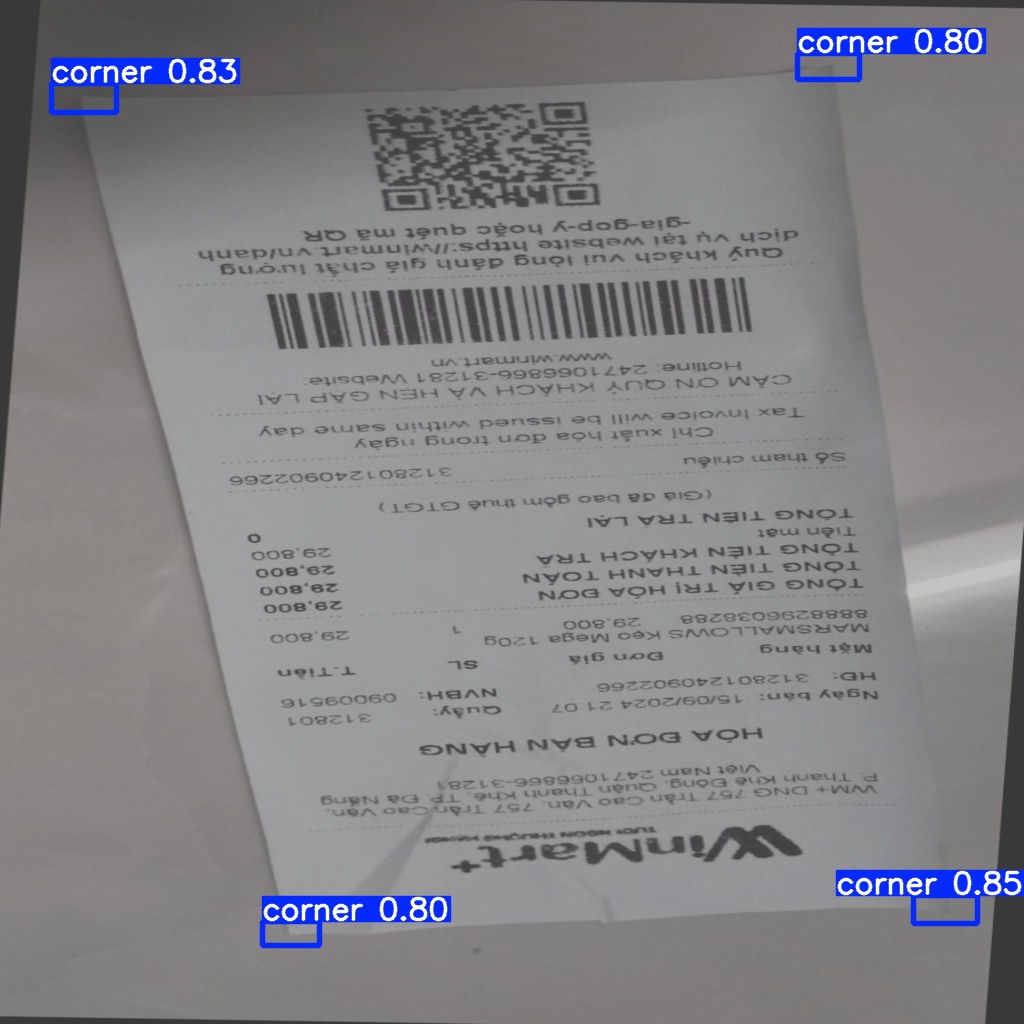 corner 0.83
corner 0.80
corner 0.80
corner 0.85
WinMart+
TƯƠI NGON THƯỢNG HẠNG
WM+ DNG 757 Trần Cao Vân, 757 Trần Cao Vân,
P. Thanh Khê Đông, Quận Thanh Khê, TP. Đà Nẵng
Việt Nam 2471066866-31281
HÓA ĐƠN BÁN HÀNG
Ngày bán: 15/09/2024 21:07 Quầy: 312801
HĐ: 312801240902266 NVBH: 09009516
Mặt hàng Đơn giá SL T.Tiền
MARSMALLOWS Kẹo Mega 120g
8888296038288 29,800 1 29,800
TỔNG GIÁ TRỊ HÓA ĐƠN 29,800
TỔNG TIỀN THANH TOÁN 29,800
TỔNG TIỀN KHÁCH TRẢ 29,800
Tiền mặt 29,800
TỔNG TIỀN TRẢ LẠI 0
(Giá đã bao gồm thuế GTGT)
Số tham chiếu 312801240902266
Chỉ xuất hóa đơn trong ngày
Tax Invoice will be issued within same day
CẢM ƠN QUÝ KHÁCH VÀ HẸN GẶP LẠI
Hotline: 2471066866-31281 Website:
www.winmart.vn
Quý khách vui lòng đánh giá chất lượng
dịch vụ tại website https://winmart.vn/danh
-gia-gop-y hoặc quét mã QR